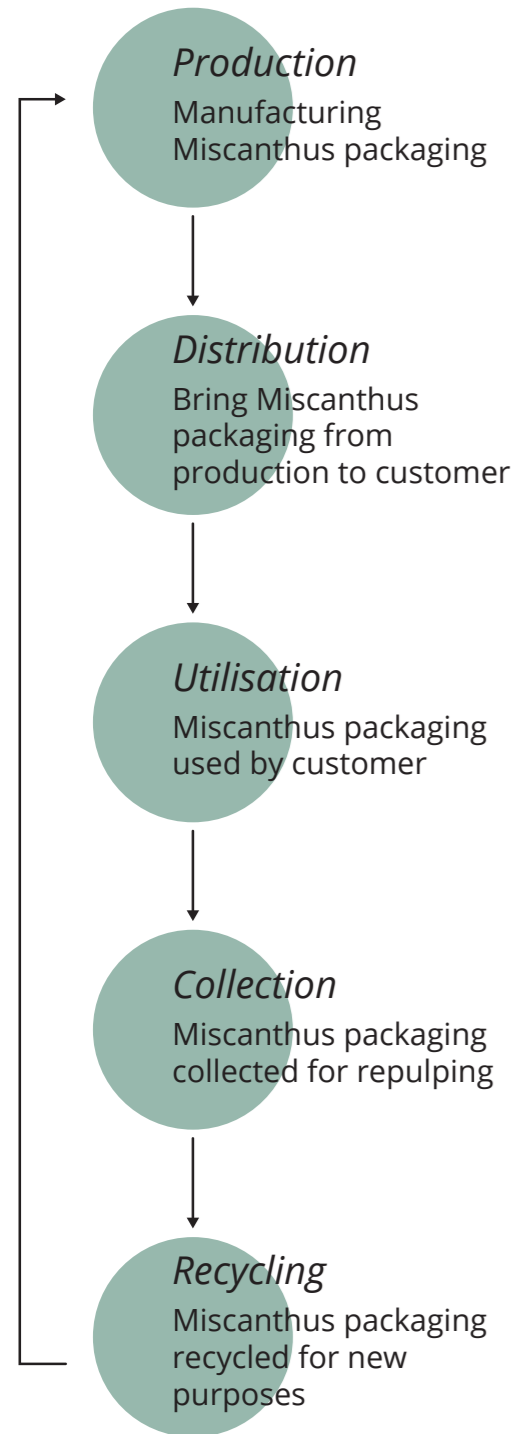 Production
Manufacturing
Miscanthus packaging
Distribution
Bring Miscanthus
packaging from
production to customer
Utilisation
Miscanthus packaging
used by customer
Collection
Miscanthus packaging
collected for repulping
Recycling
Miscanthus packaging
recycled for new
purposes